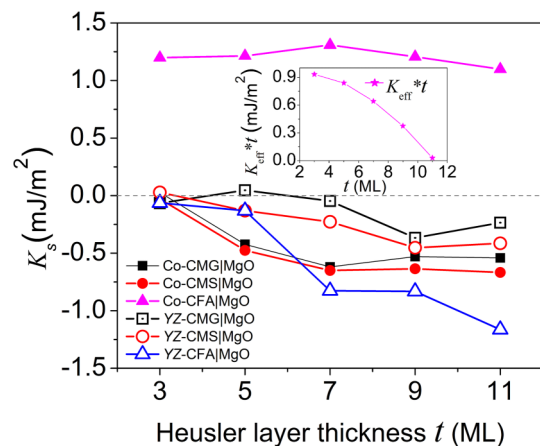 1.5
1.0
0.5
0.0
-0.5
-1.0
-1.5
Kₛ(mJ/m²)
0.9
0.6
0.3
0.0
K_eff*t (mJ/m²)
K_eff*t
2 4 6 8 10 12
t (ML)
Co-CMG|MgO
Co-CMS|MgO
Co-CFA|MgO
YZ-CMG|MgO
YZ-CMS|MgO
YZ-CFA|MgO
3 5 7 9 11
Heusler layer thickness t (ML)